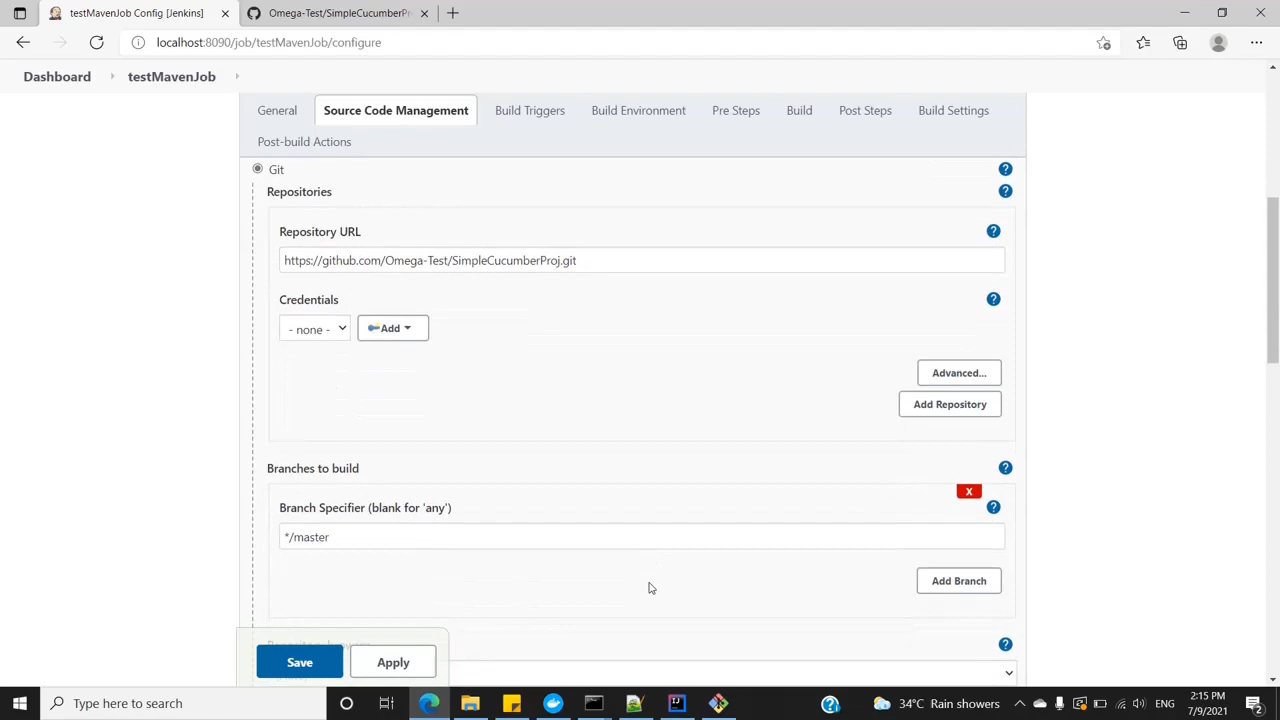 testMavenJob Config [Jenkins]
Omega-Test/SimpleCucumberPr
localhost:8090/job/testMavenJob/configure
Dashboard
testMavenJob
General
Source Code Management
Build Triggers
Build Environment
Pre Steps
Build
Post Steps
Build Settings
Post-build Actions
Git
Repositories
Repository URL
https://github.com/Omega-Test/SimpleCucumberProj.git
Credentials
- none -
Add
Advanced...
Add Repository
Branches to build
X
Branch Specifier (blank for 'any')
*/master
Add Branch
Save
Apply
Type here to search
34°C Rain showers
ENG
2:15 PM
7/9/2021
2